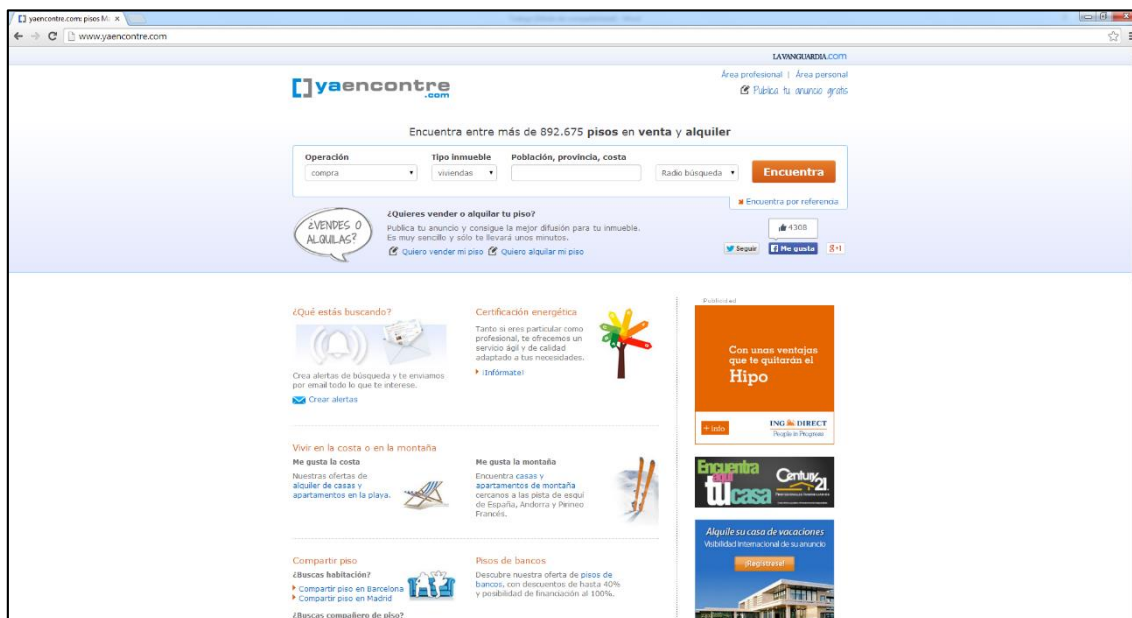 yaencontre.com: pisos Ma
www.yaencontre.com
LAVANGUARDIA.COM
Área profesional | Área personal
yaencontre
.com
Publica tu anuncio gratis
Encuentra entre más de 892.675 pisos en venta y alquiler
Operación Tipo inmueble Población, provincia, costa
compra viviendas Radio búsqueda Encuentra
Encuentra por referencia
¿VENDES O
ALQUILAS?
¿Quieres vender o alquilar tu piso?
Publica tu anuncio y consigue la mejor difusión para tu inmueble.
Es muy sencillo y sólo te llevará unos minutos.
Quiero vender mi piso Quiero alquilar mi piso
4308
Seguir Me gusta g+1
¿Qué estás buscando?
Crea alertas de búsqueda y te enviamos
por email todo lo que te interese.
Crear alertas
Certificación energética
Tanto si eres particular como
profesional, te ofrecemos un
servicio ágil y de calidad
adaptado a tus necesidades.
¡Infórmate!
Vivir en la costa o en la montaña
Me gusta la costa
Nuestras ofertas de
alquiler de casas y
apartamentos en la playa.
Me gusta la montaña
Encuentra casas y
apartamentos de montaña
cercanos a las pista de esquí
de España, Andorra y Pirineo
Francés.
Compartir piso
¿Buscas habitación?
Compartir piso en Barcelona
Compartir piso en Madrid
¿Buscas compañero de piso?
Pisos de bancos
Descubre nuestra oferta de pisos de
bancos, con descuentos de hasta 40%
y posibilidad de financiación al 100%.
Publicidad
Con unas ventajas
que te quitarán el
Hipo
+ info
ING DIRECT
People in Progress
Encuentra
aquí
tu casa
Century 21
Alquile su casa de vacaciones
Visibilidad internacional de su anuncio
¡Regístrese!